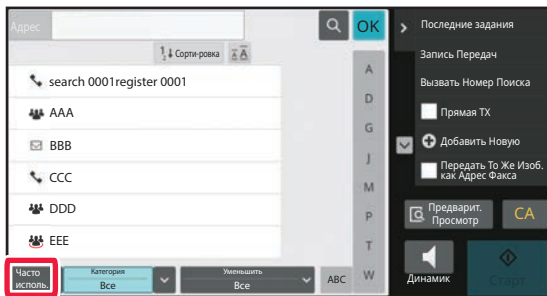 Адрес
OK
1 Сорти-ровка
A A
search 0001register 0001
AAA
BBB
CCC
DDD
EEE
A
D
G
J
M
P
T
W
Часто
исполь.
Категория
Все
Уменьшить
Все
ABC
Последние задания
Запись Передач
Вызвать Номер Поиска
Прямая TX
Добавить Новую
Передать То Же Изоб.
как Адрес Факса
Предварит.
Просмотр
CA
Динамик
Старт